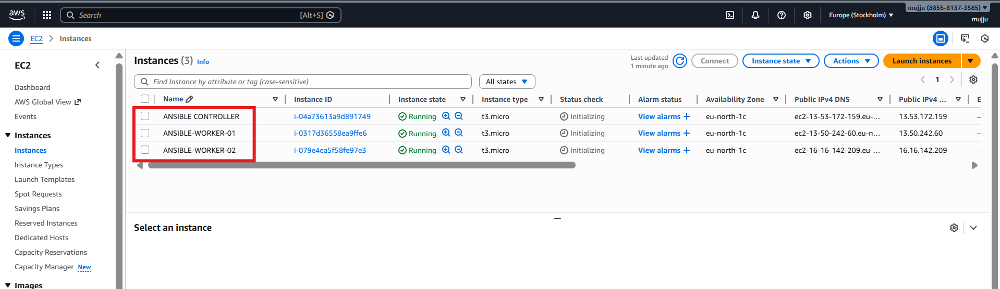 aws
Search [Alt+S]
Europe (Stockholm)
mujju (8855-8137-3585)
mujju
EC2 Instances
EC2
Dashboard
AWS Global View
Events
Instances
Instances
Instance Types
Launch Templates
Spot Requests
Savings Plans
Reserved Instances
Dedicated Hosts
Capacity Reservations
Capacity Manager New
Images
Instances (3) Info
Last updated
1 minute ago
Connect Instance state Actions Launch instances
Find Instance by attribute or tag (case-sensitive) All states 1
Name Instance ID Instance state Instance type Status check Alarm status Availability Zone Public IPv4 DNS Public IPv4 ... E
ANSIBLE CONTROLLER i-04a73613a9d891749 Running t3.micro Initializing View alarms + eu-north-1c ec2-13-53-172-159.eu-... 13.53.172.159 –
ANSIBLE-WORKER-01 i-0317d36558ea9ffe6 Running t3.micro Initializing View alarms + eu-north-1c ec2-13-50-242-60.eu-n... 13.50.242.60 –
ANSIBLE-WORKER-02 i-079e4ea5f58fe97e3 Running t3.micro Initializing View alarms + eu-north-1c ec2-16-16-142-209.eu-... 16.16.142.209 –
Select an instance